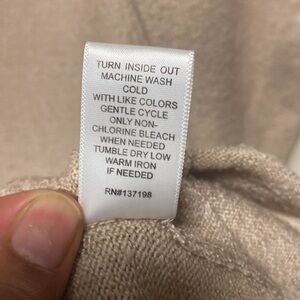 TURN INSIDE OUT
MACHINE WASH
COLD
WITH LIKE COLORS
GENTLE CYCLE
ONLY NON-
CHLORINE BLEACH
WHEN NEEDED
TUMBLE DRY LOW
WARM IRON
IF NEEDED
RN#137198